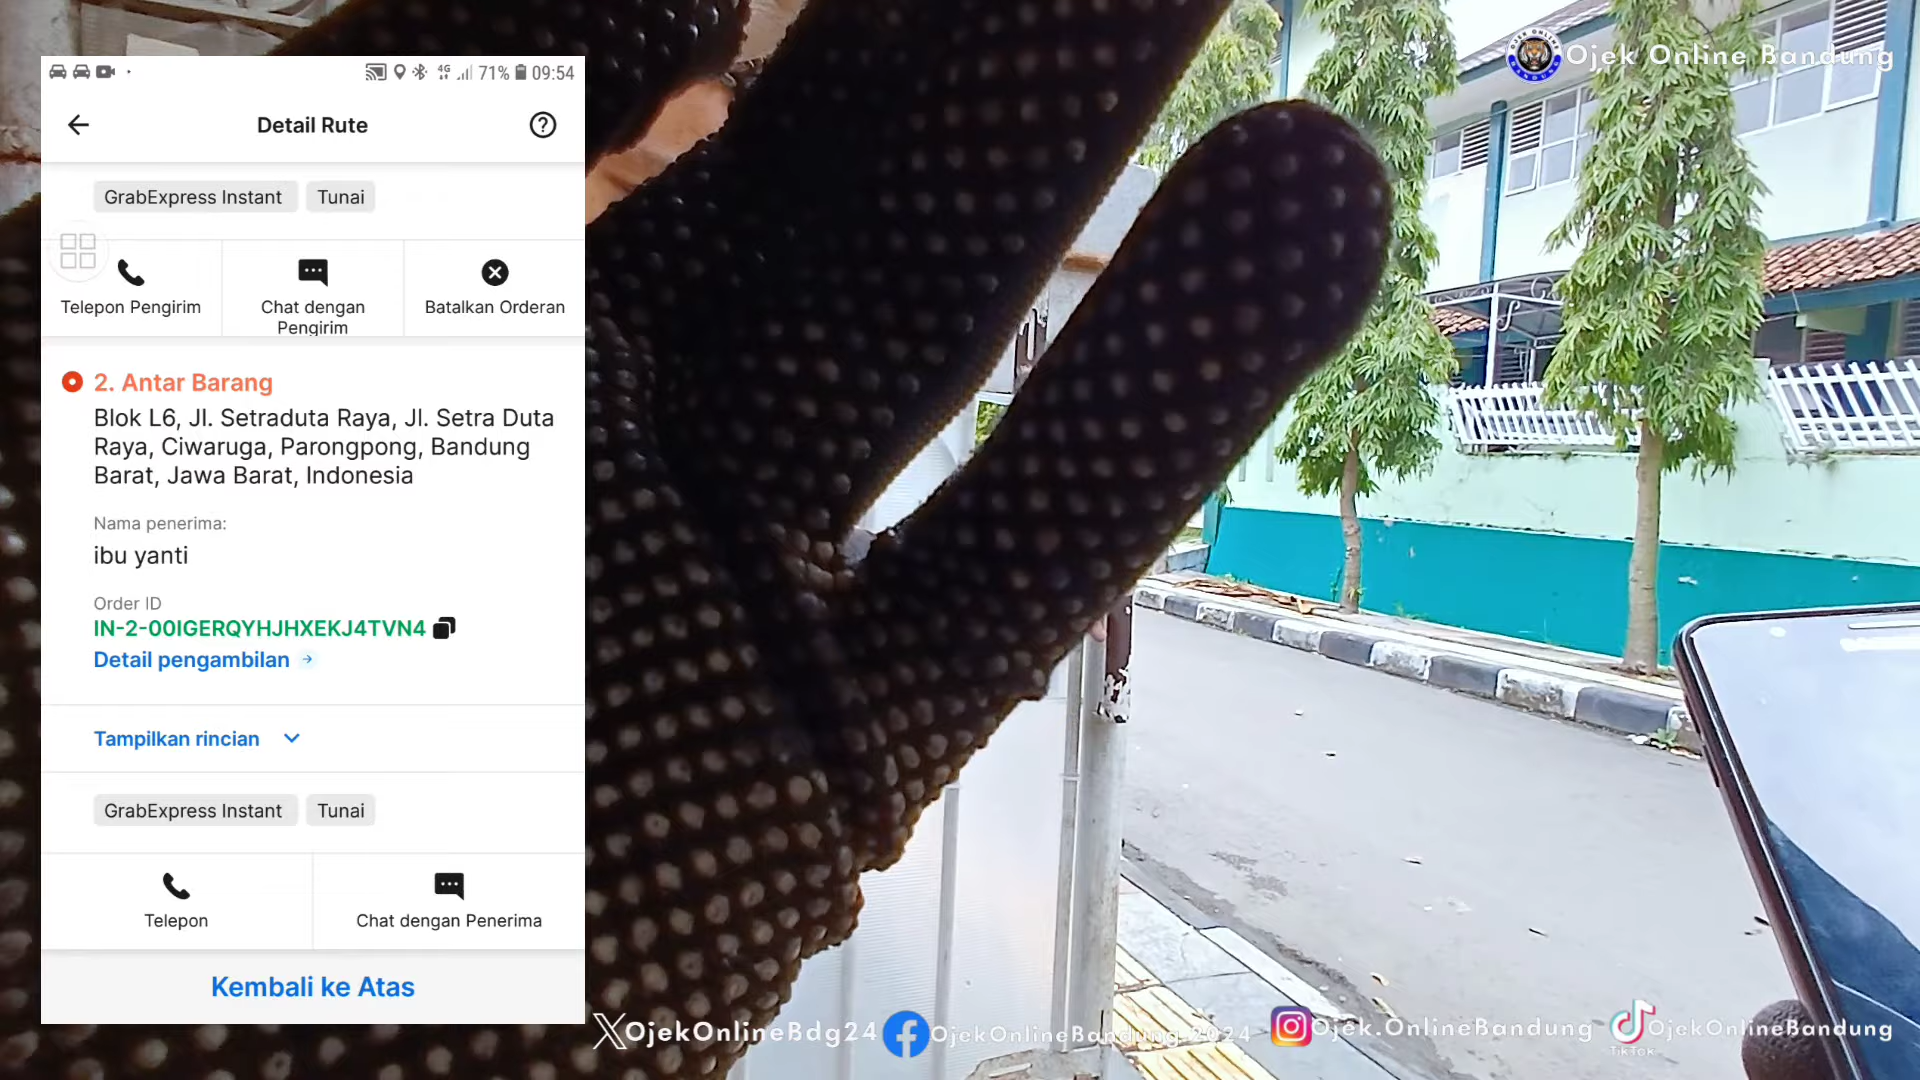 71% 09:54
Detail Rute
GrabExpress Instant Tunai
Telepon Pengirim
Chat dengan
Pengirim
Batalkan Orderan
2. Antar Barang
Blok L6, Jl. Setraduta Raya, Jl. Setra Duta
Raya, Ciwaruga, Parongpong, Bandung
Barat, Jawa Barat, Indonesia
Nama penerima:
ibu yanti
Order ID
IN-2-00IGERQYHJHXEKJ4TVN4
Detail pengambilan
Tampilkan rincian
GrabExpress Instant Tunai
Telepon
Chat dengan Penerima
Kembali ke Atas
Ojek Online Bandung
OjekOnlineBdg24
OjekOnlineBandung.2024
Ojek.OnlineBandung
OjekOnlineBandung
TikTok